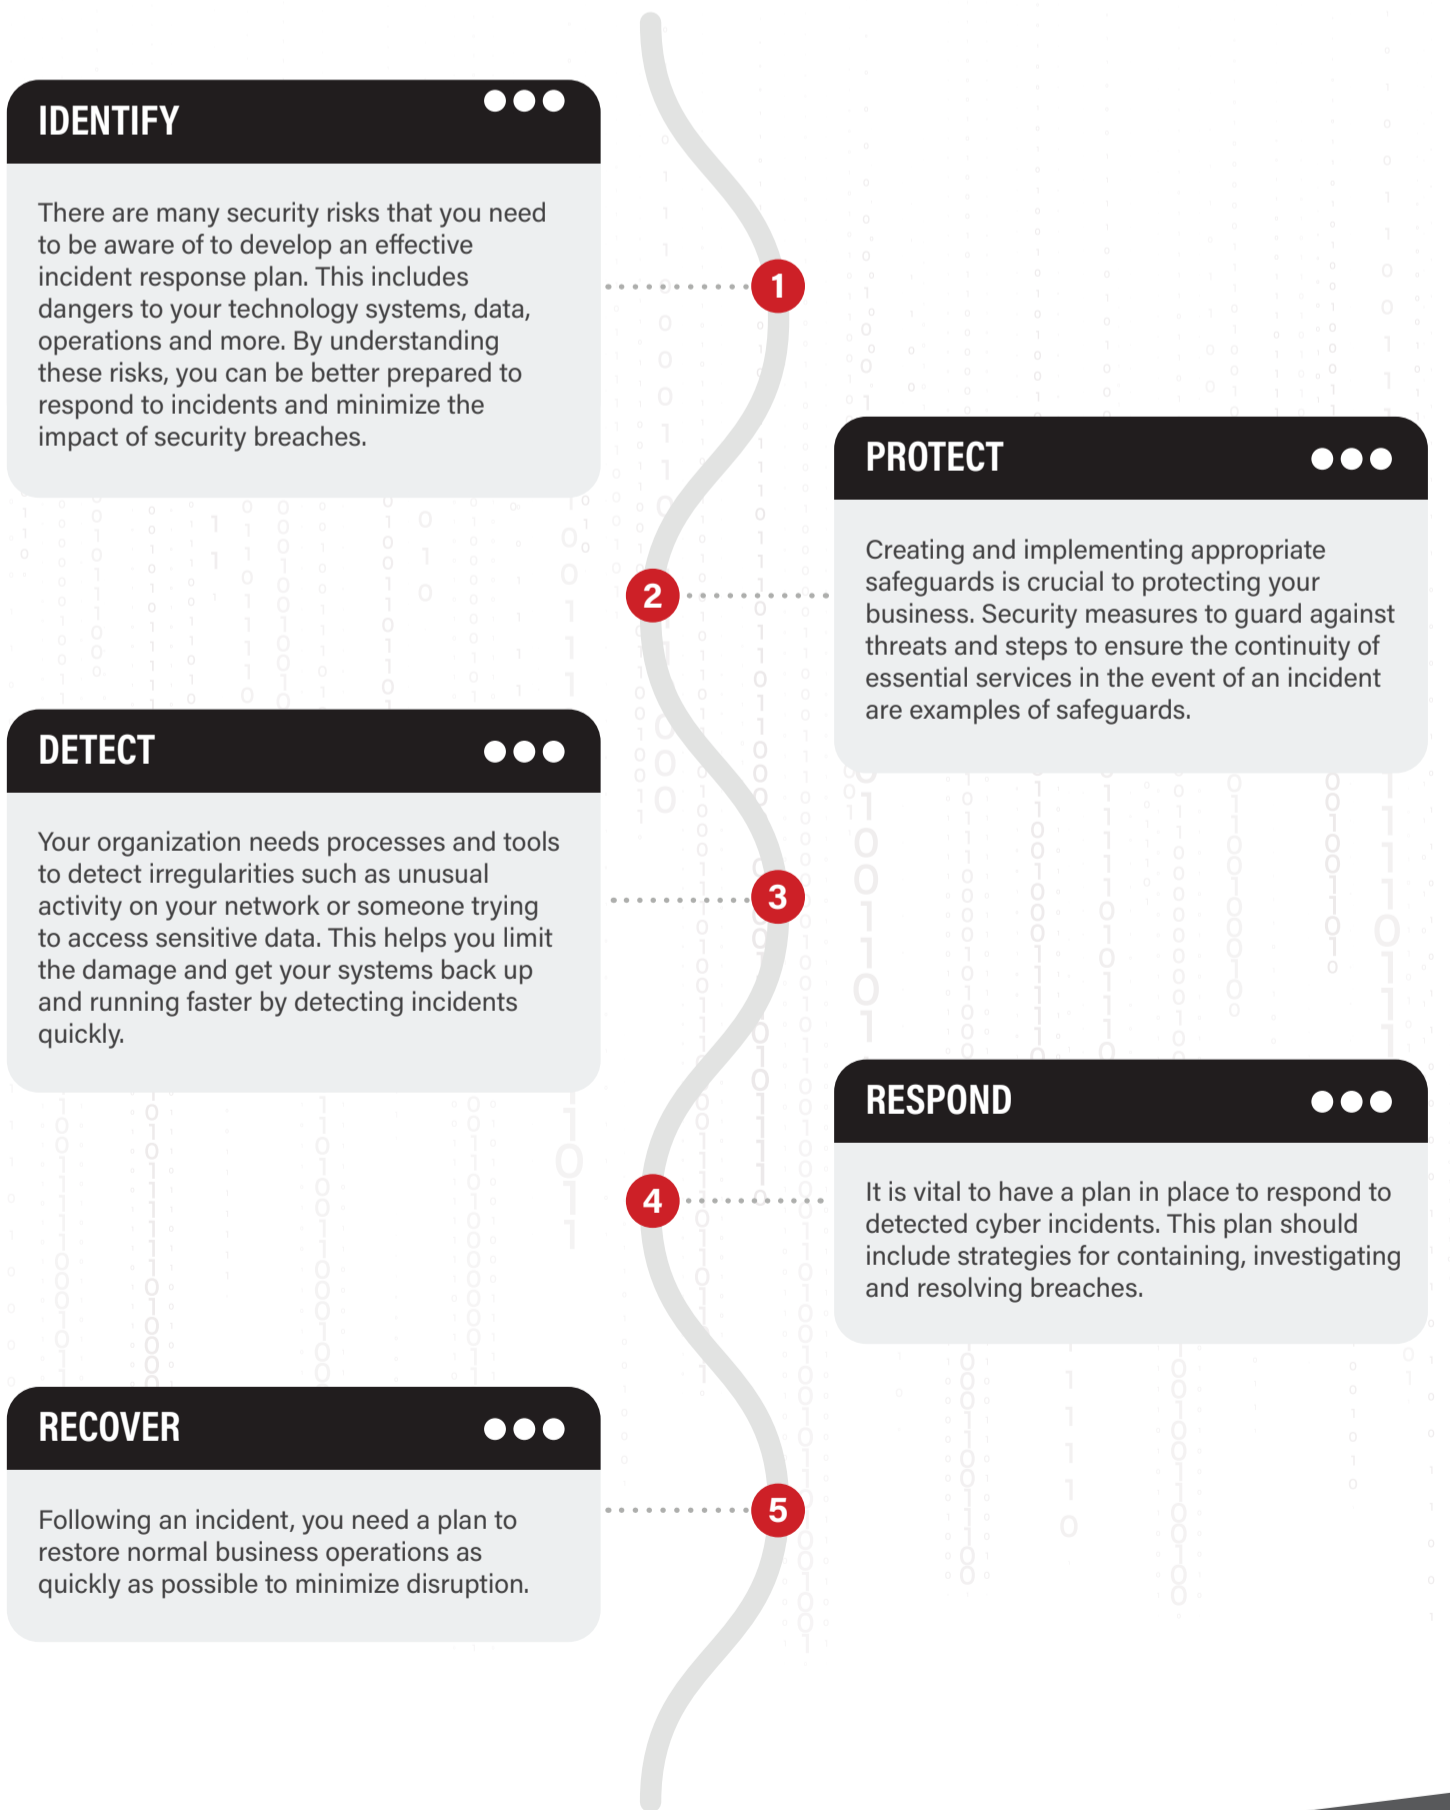 IDENTIFY
There are many security risks that you need
to be aware of to develop an effective
incident response plan. This includes
dangers to your technology systems, data,
operations and more. By understanding
these risks, you can be better prepared to
respond to incidents and minimize the
impact of security breaches.
1
PROTECT
Creating and implementing appropriate
safeguards is crucial to protecting your
business. Security measures to guard against
threats and steps to ensure the continuity of
essential services in the event of an incident
are examples of safeguards.
2
DETECT
Your organization needs processes and tools
to detect irregularities such as unusual
activity on your network or someone trying
to access sensitive data. This helps you limit
the damage and get your systems back up
and running faster by detecting incidents
quickly.
3
RESPOND
It is vital to have a plan in place to respond to
detected cyber incidents. This plan should
include strategies for containing, investigating
and resolving breaches.
4
RECOVER
Following an incident, you need a plan to
restore normal business operations as
quickly as possible to minimize disruption.
5